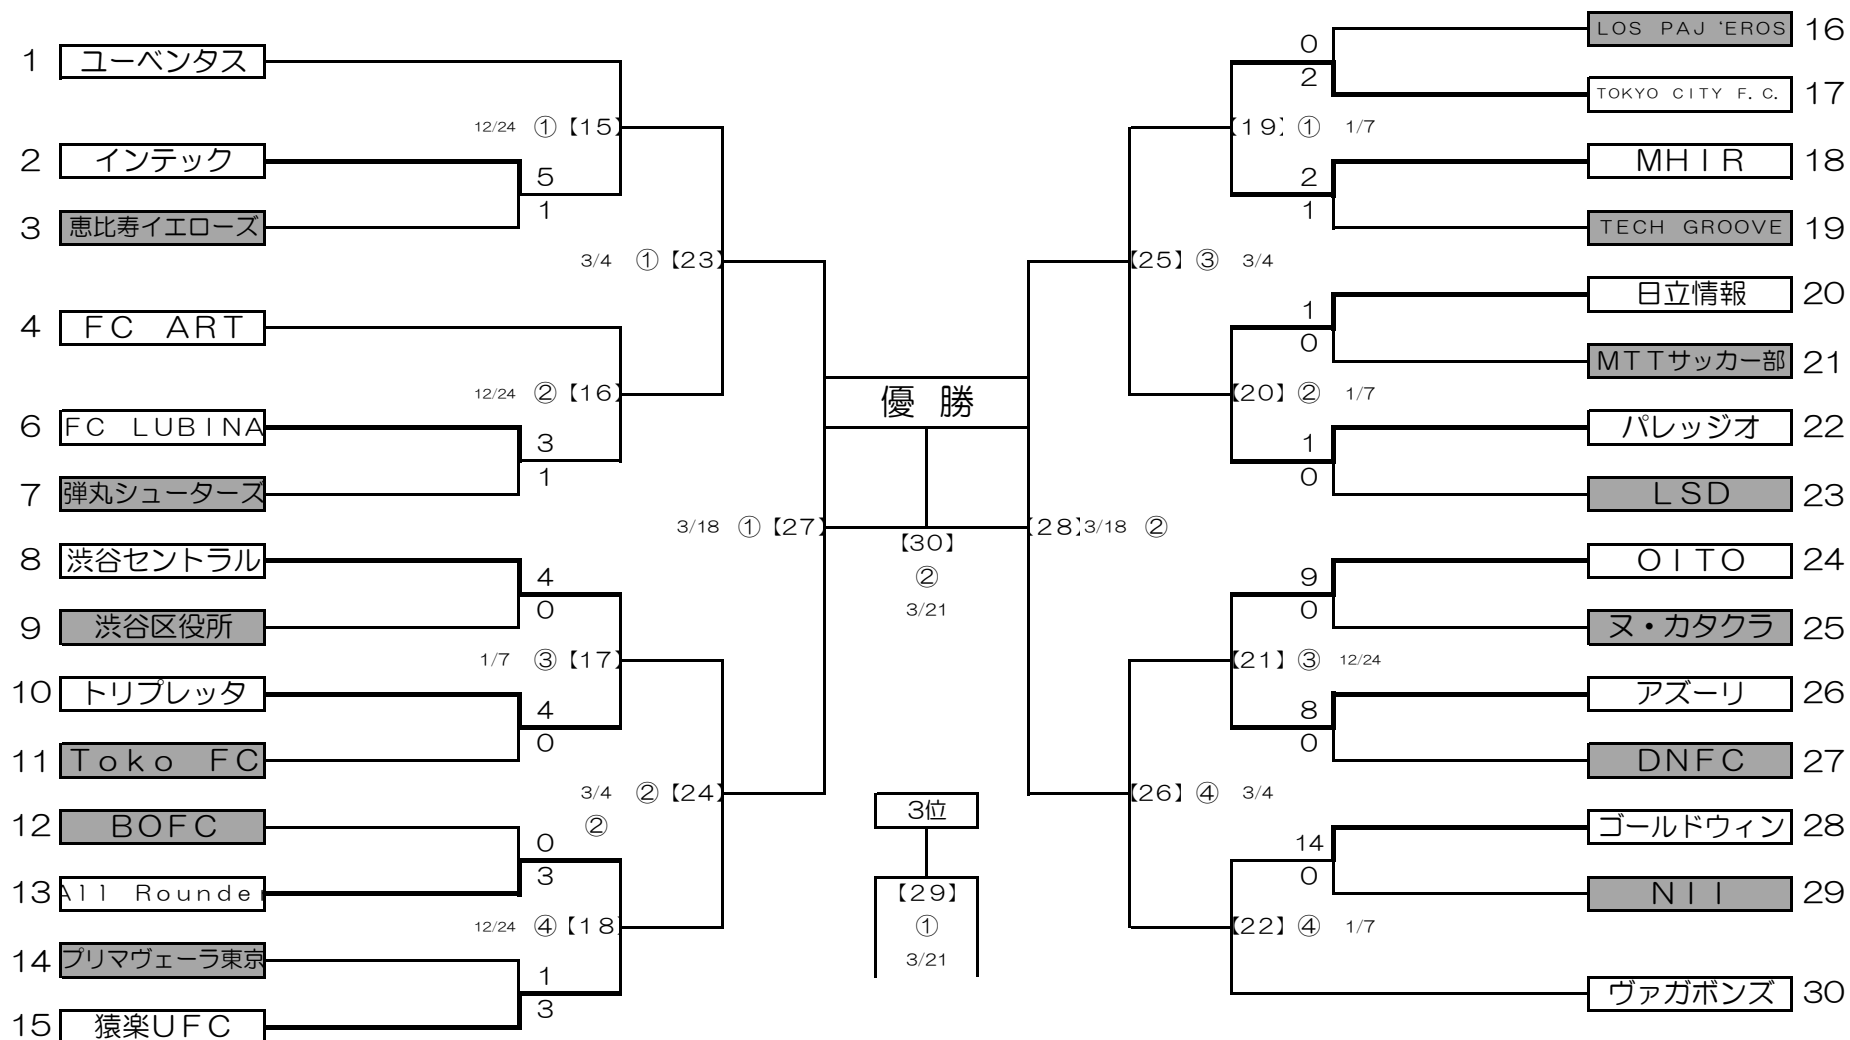 1 ユーベンタス
12/24 ① 【15】
2 インテック
5
1
3 恵比寿イエローズ
3/4 ① 【23】
4 FC ART
12/24 ② 【16】
6 FC LUBINA
3
1
7 弾丸シューターズ
3/18 ① 【27】
8 渋谷セントラル
4
0
9 渋谷区役所
1/7 ③ 【17】
10 トリプレッタ
4
0
11 Toko FC
3/4 ② 【24】
②
12 BOFC
0
3
13 All Rounder
12/24 ④ 【18】
14 プリマヴェーラ東京
1
3
15 猿楽UFC
優 勝
【30】
②
3/21
3位
【29】
①
3/21
LOS PAJ'EROS 16
0
2
TOKYO CITY F.C. 17
【19】 ① 1/7
MHIR 18
2
1
TECH GROOVE 19
【25】 ③ 3/4
日立情報 20
1
0
MTTサッカー部 21
【20】 ② 1/7
パレッジオ 22
1
0
LSD 23
【28】 3/18 ②
OITO 24
9
0
ヌ・カタクラ 25
【21】 ③ 12/24
アズーリ 26
8
0
DNFC 27
【26】 ④ 3/4
ゴールドウィン 28
14
0
NII 29
【22】 ④ 1/7
ヴァガボンズ 30